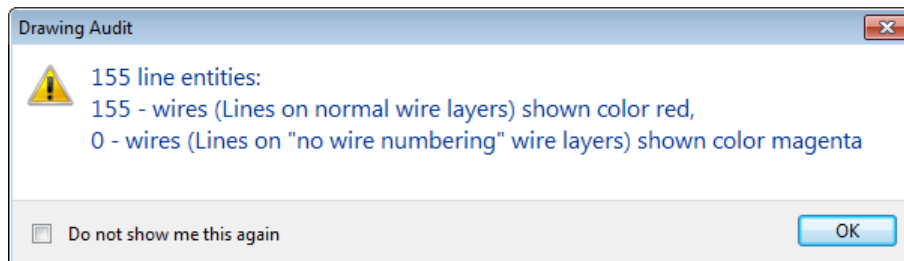 Drawing Audit
155 line entities:
155 - wires (Lines on normal wire layers) shown color red,
0 - wires (Lines on "no wire numbering" wire layers) shown color magenta
Do not show me this again
OK